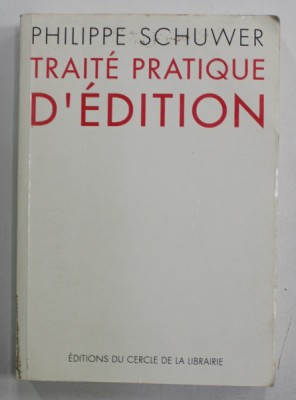 PHILIPPE SCHUWER
TRAITÉ PRATIQUE
D'ÉDITION
ÉDITIONS DU CERCLE DE LA LIBRAIRIE